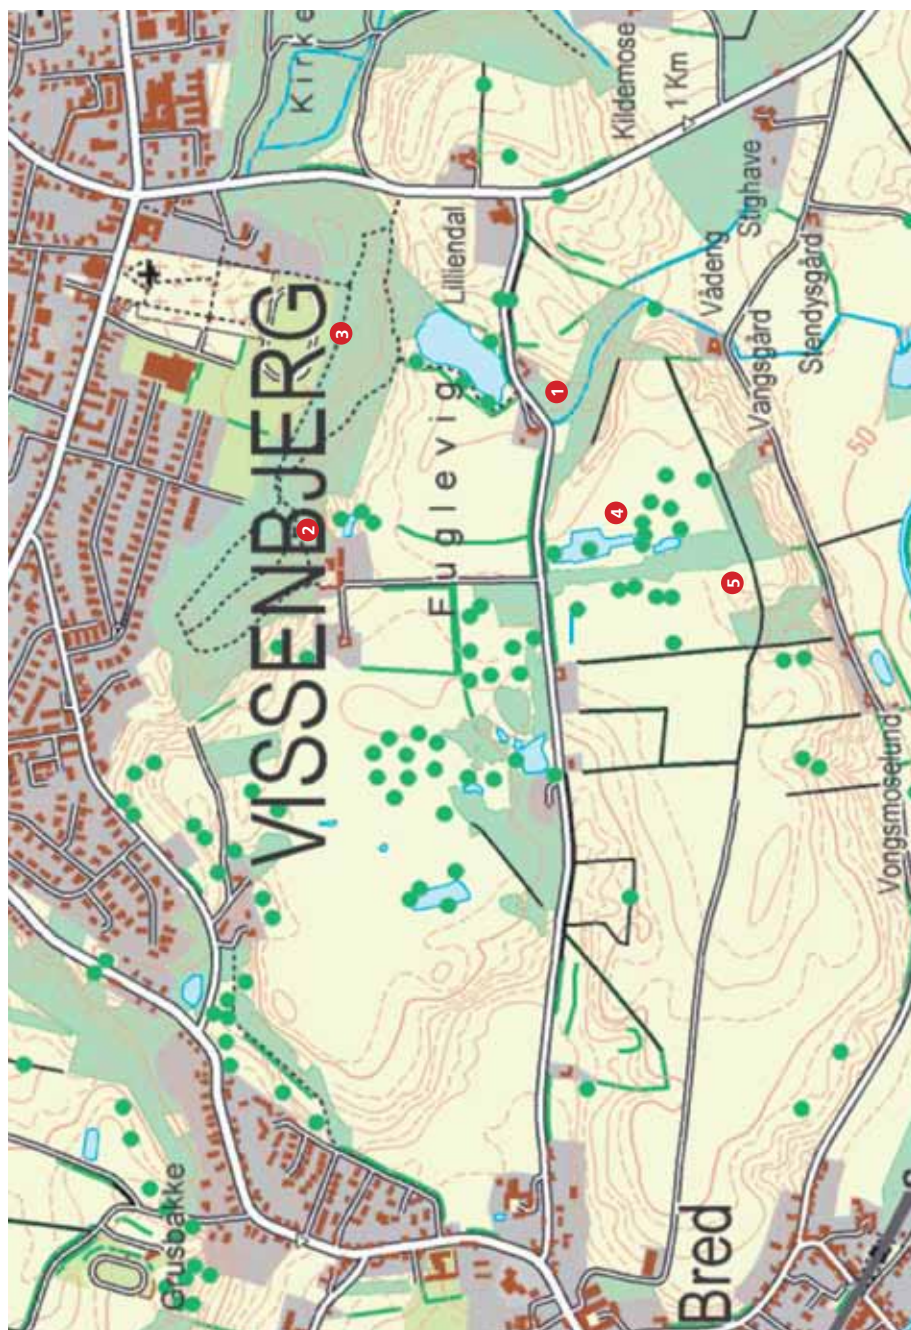 Grusbakke
VISSENBJERG
Kirke
2
3
Fuglevig
Lilliendal
1
4
Kildemose
1 Km
Bred
Vådeng
5
Stighave
Vangsgård
Stendysgård
50
Vongsmoselund